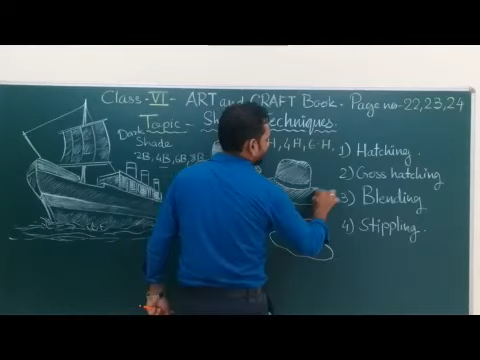 Class - VI - ART and CRAFT Book - Page no - 22,23,24
Topic - Techniques.
Dark
Shade
2B, 4B, 6B, 8B
H, 4H, 6-H.
1) Hatching.
2) Cross hatching
3) Blending
4) Stippling.